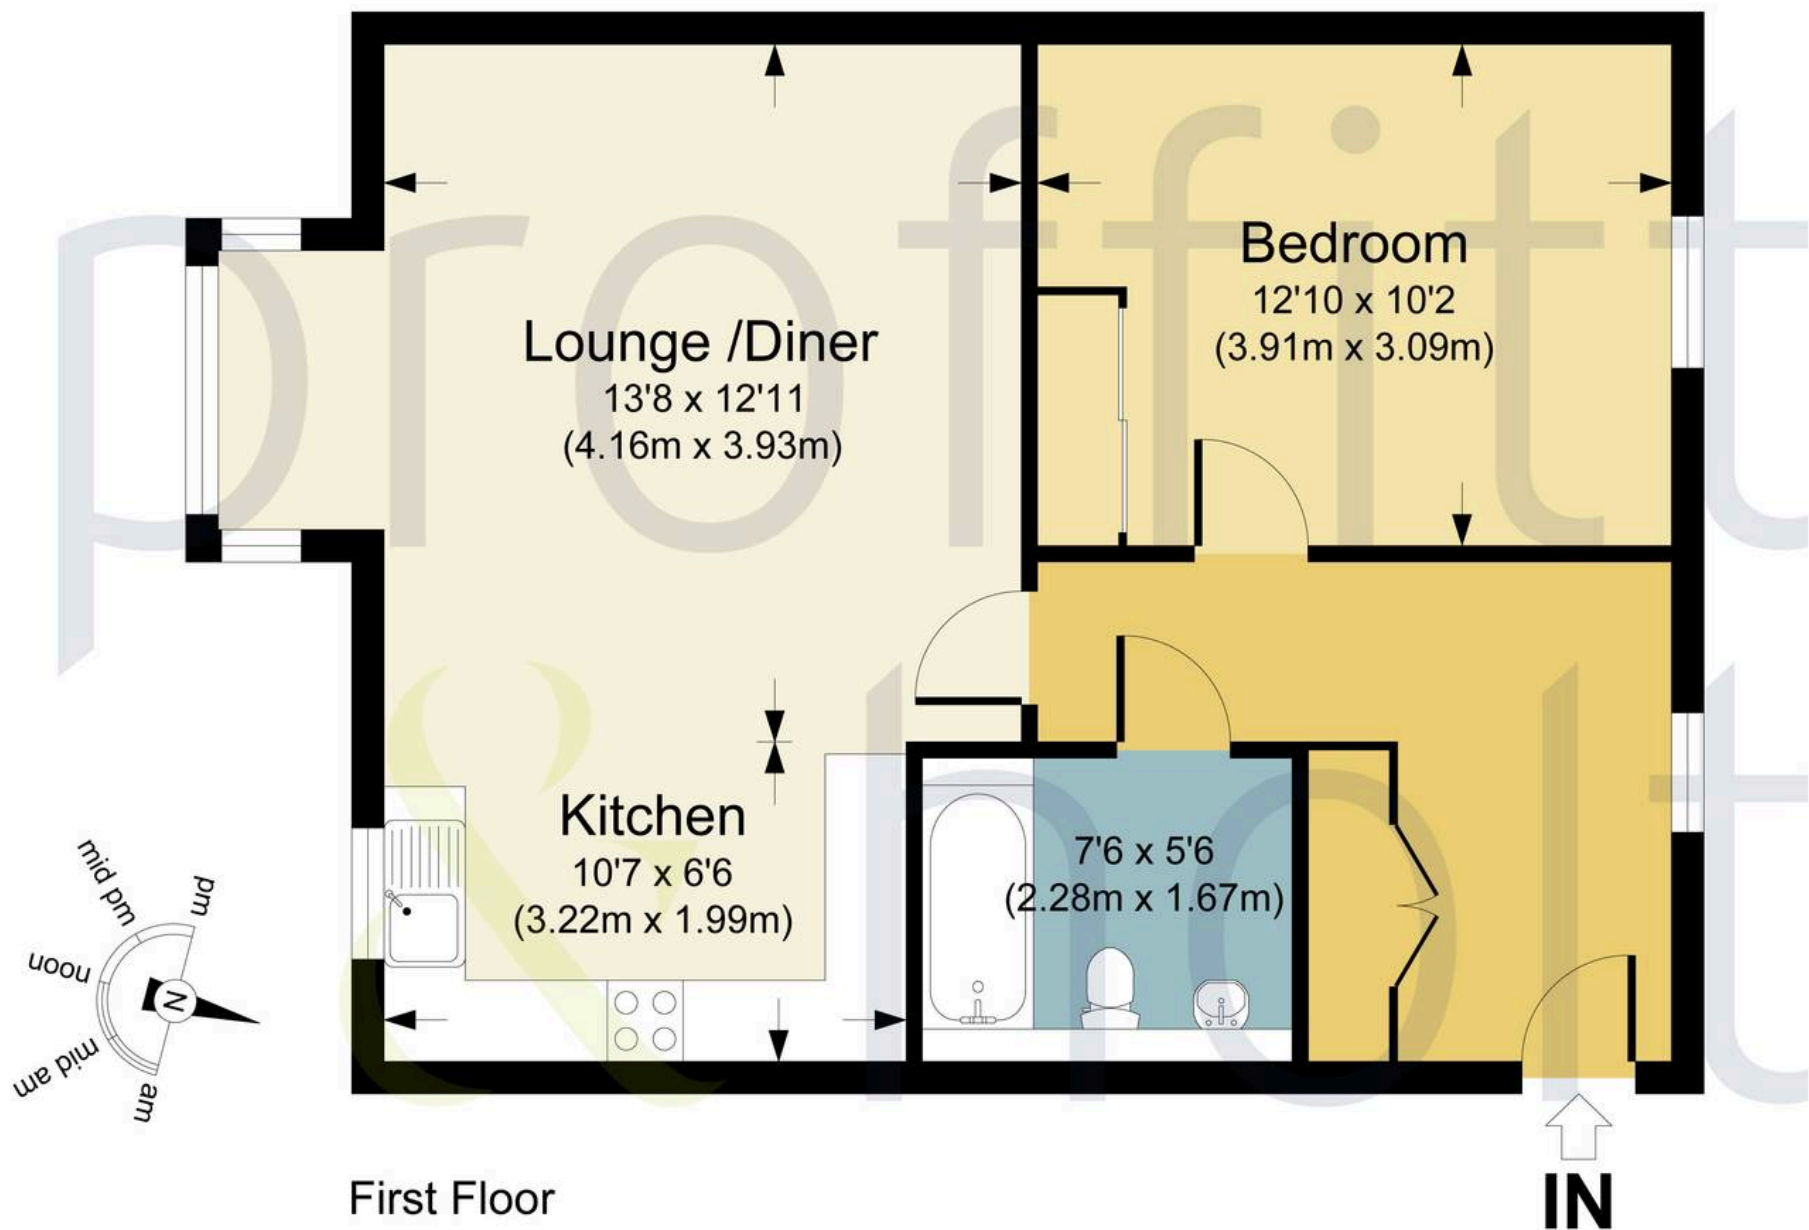 proffitt
& holt
Bedroom
12'10 x 10'2
(3.91m x 3.09m)
Lounge /Diner
13'8 x 12'11
(4.16m x 3.93m)
Kitchen
10'7 x 6'6
(3.22m x 1.99m)
7'6 x 5'6
(2.28m x 1.67m)
pm
mid pm
noon
mid am
am
N
First Floor
IN